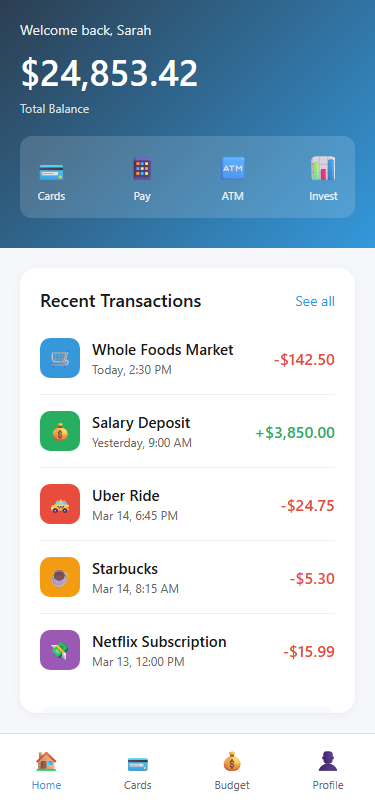 Welcome back, Sarah
$24,853.42
Total Balance
Cards
Pay
ATM
ATM
Invest
Recent Transactions
See all
Whole Foods Market
-$142.50
Today, 2:30 PM
Salary Deposit
+$3,850.00
Yesterday, 9:00 AM
Uber Ride
-$24.75
Mar 14, 6:45 PM
Starbucks
-$5.30
Mar 14, 8:15 AM
Netflix Subscription
-$15.99
Mar 13, 12:00 PM
Home
Cards
Budget
Profile